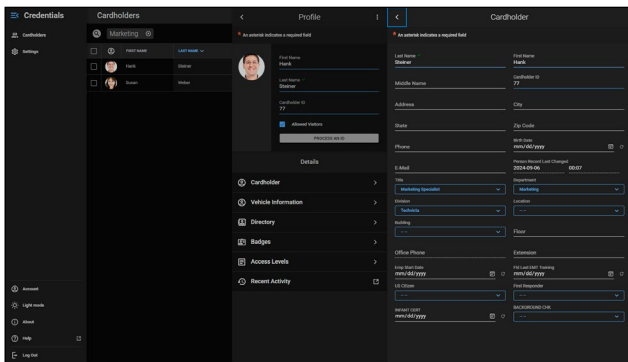 Credentials
Cardholders
Settings
Account
Light mode
About
Help
Log Out
Cardholders
Marketing
FIRST NAME LAST NAME
Hank Steiner
Susan Weber
Profile
* An asterisk indicates a required field
First Name
Hank
Last Name *
Steiner
Cardholder ID
77
Allowed Visitors
PROCESS AN ID
Details
Cardholder
Vehicle Information
Directory
Badges
Access Levels
Recent Activity
Cardholder
* An asterisk indicates a required field
Last Name * First Name
Steiner Hank
Middle Name Cardholder ID
77
Address City
State Zip Code
Phone Birth Date
mm/dd/yyyy
E-Mail Person Record Last Changed
2024-09-06 00:07
Title Department
Marketing Specialist Marketing
Division Location
Technicia --
Building
-- Floor
Office Phone Extension
Emp Start Date FM Last EMT Training
mm/dd/yyyy mm/dd/yyyy
US Citizen First Responder
-- --
INFANT CERT BACKGROUND CHK
mm/dd/yyyy --